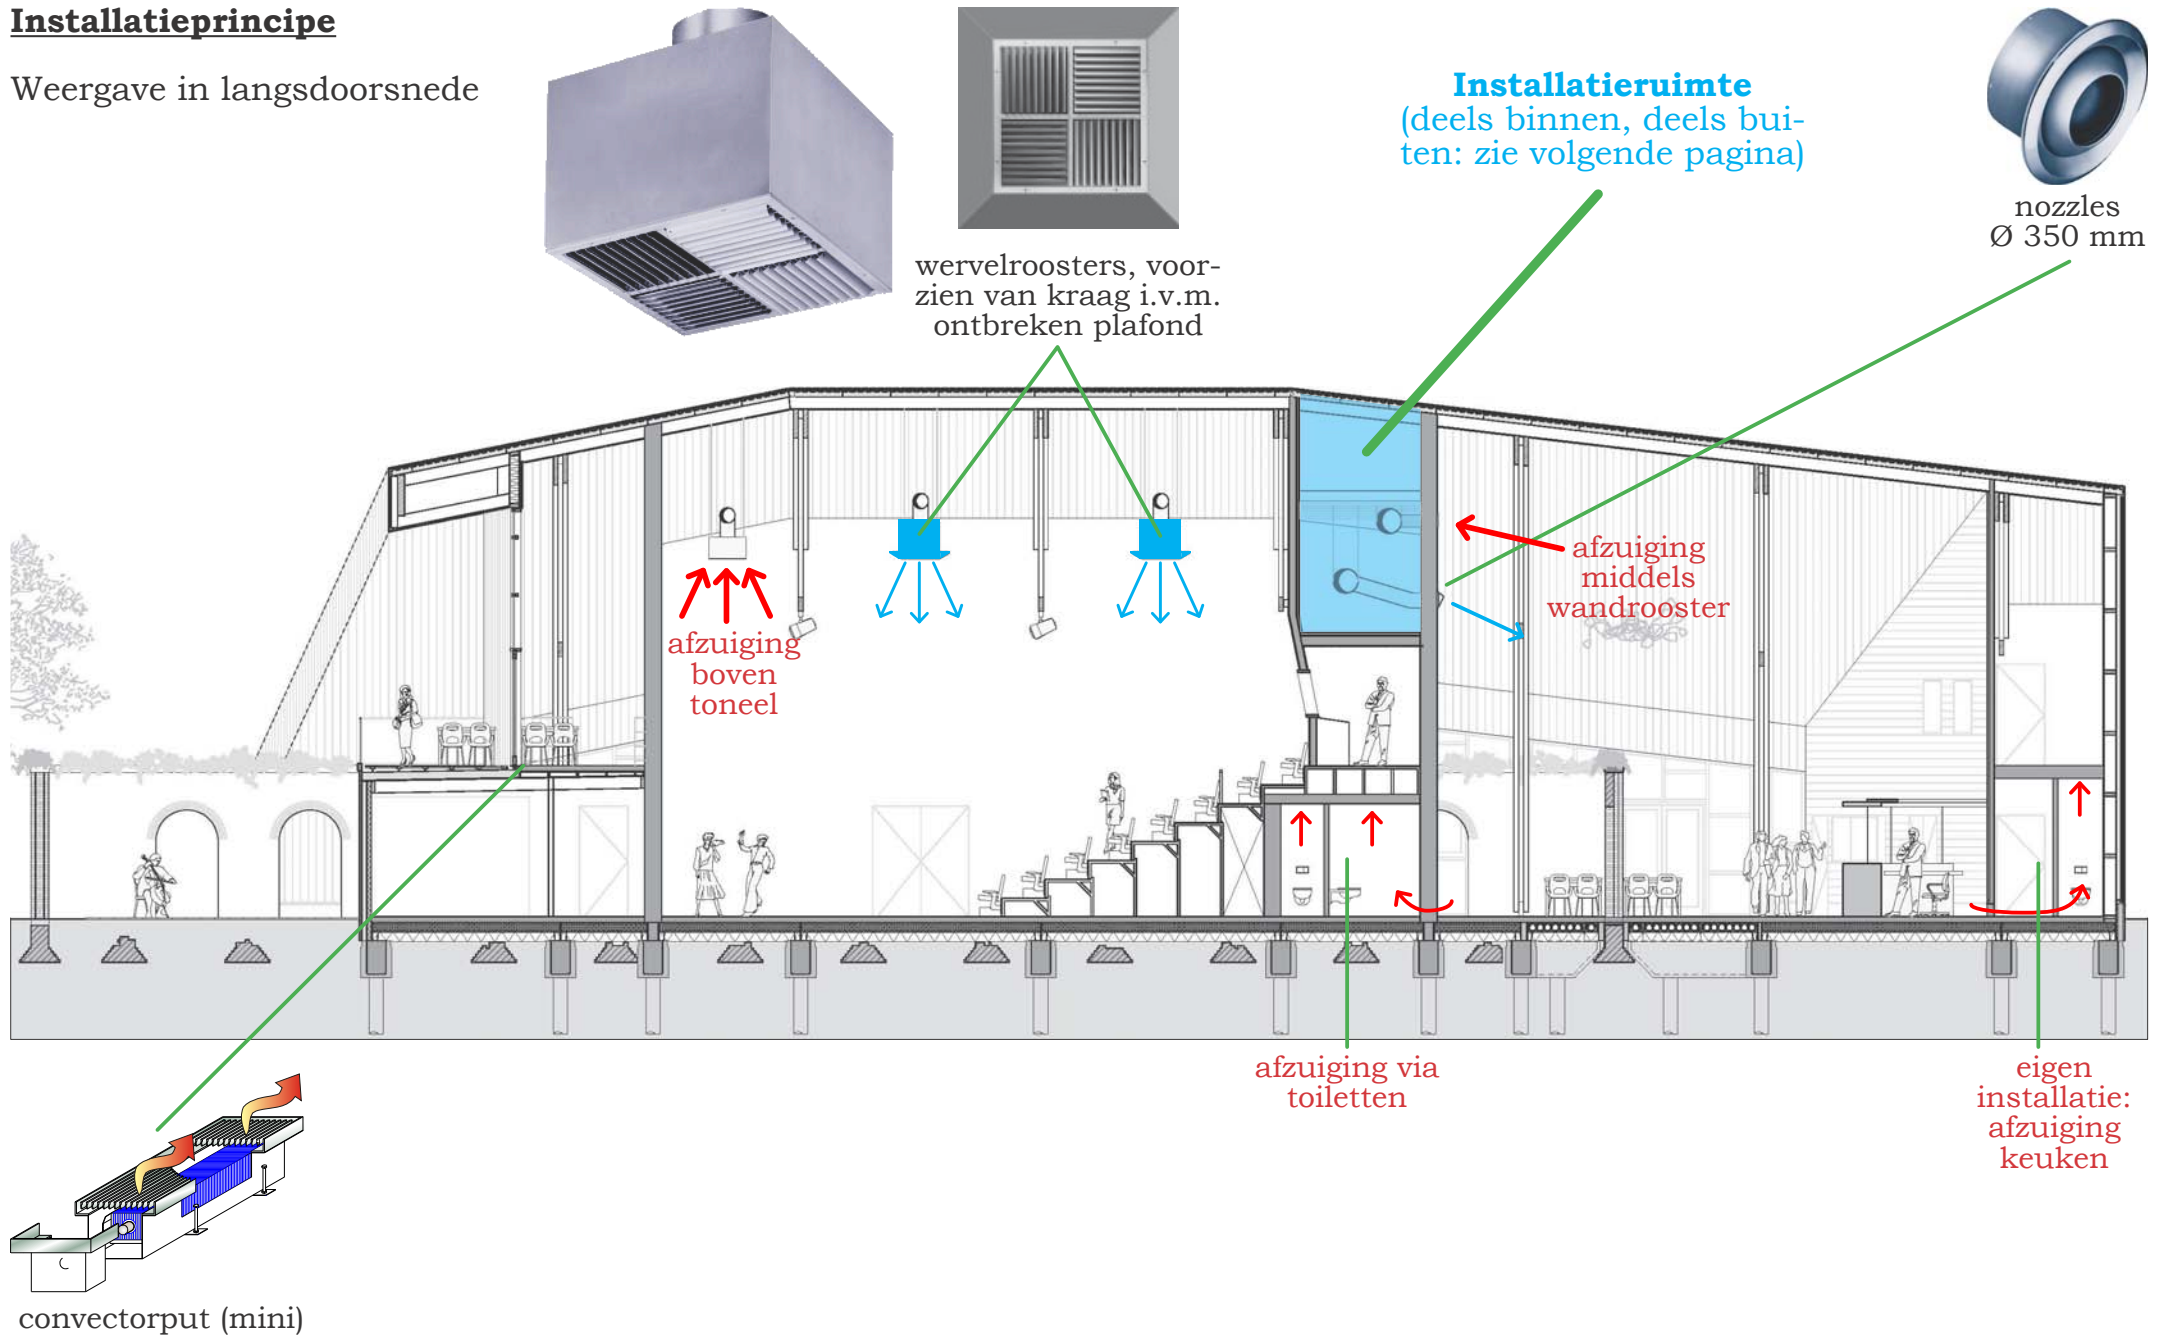 Installatieprincipe
Weergave in langsdoorsnede
wervelroosters, voor-
zien van kraag i.v.m.
ontbreken plafond
Installatieruimte
(deels binnen, deels bui-
ten: zie volgende pagina)
nozzles
Ø 350 mm
afzuiging
boven
toneel
afzuiging
middels
wandrooster
afzuiging via
toiletten
eigen
installatie:
afzuiging
keuken
convectorput (mini)